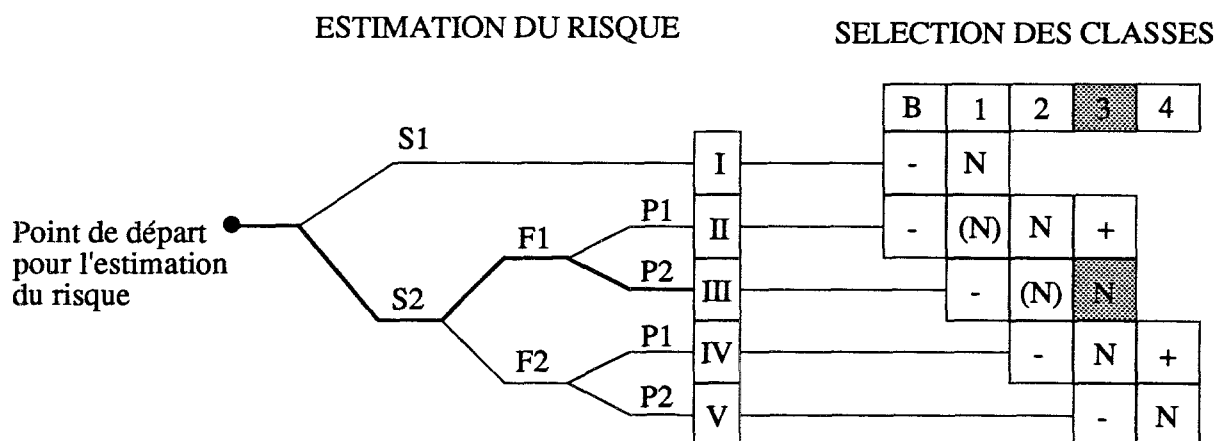 ESTIMATION DU RISQUE SELECTION DES CLASSES
B 1 2 3 4
S1 I - N
Point de départ
pour l'estimation
du risque
P1 II - (N) N +
F1
P2 III - (N) N
S2
P1 IV - N +
F2
P2 V - N